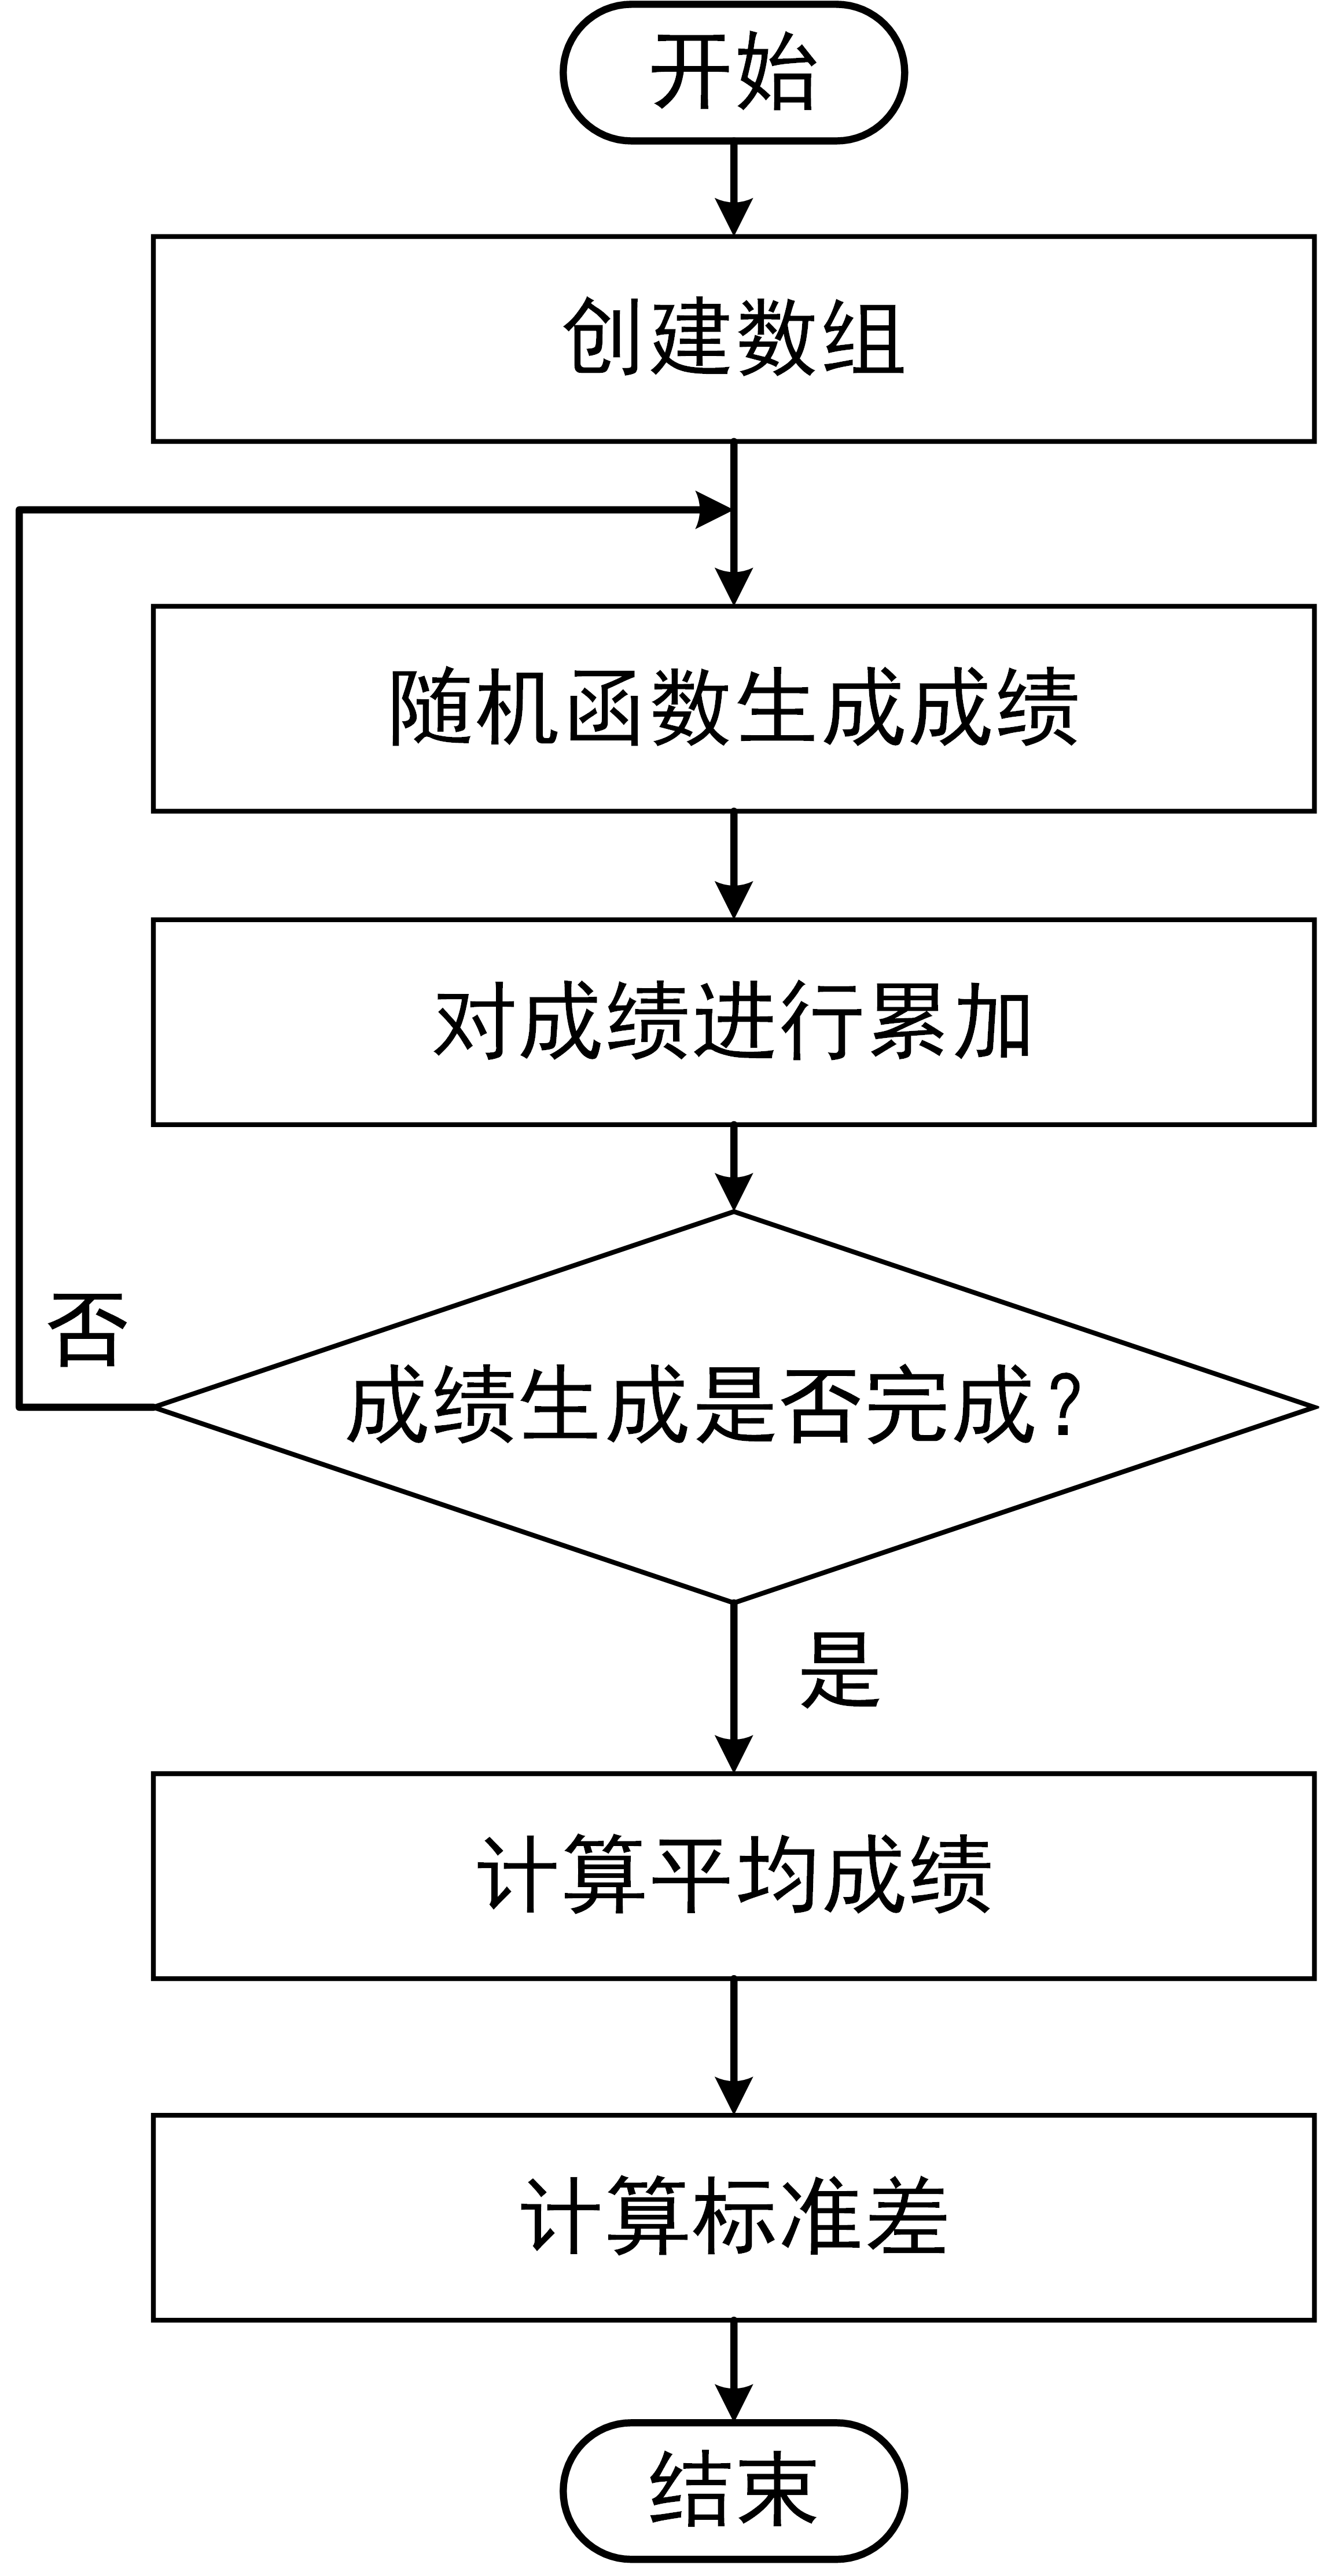 开始
创建数组
随机函数生成成绩
对成绩进行累加
否
成绩生成是否完成?
是
计算平均成绩
计算标准差
结束